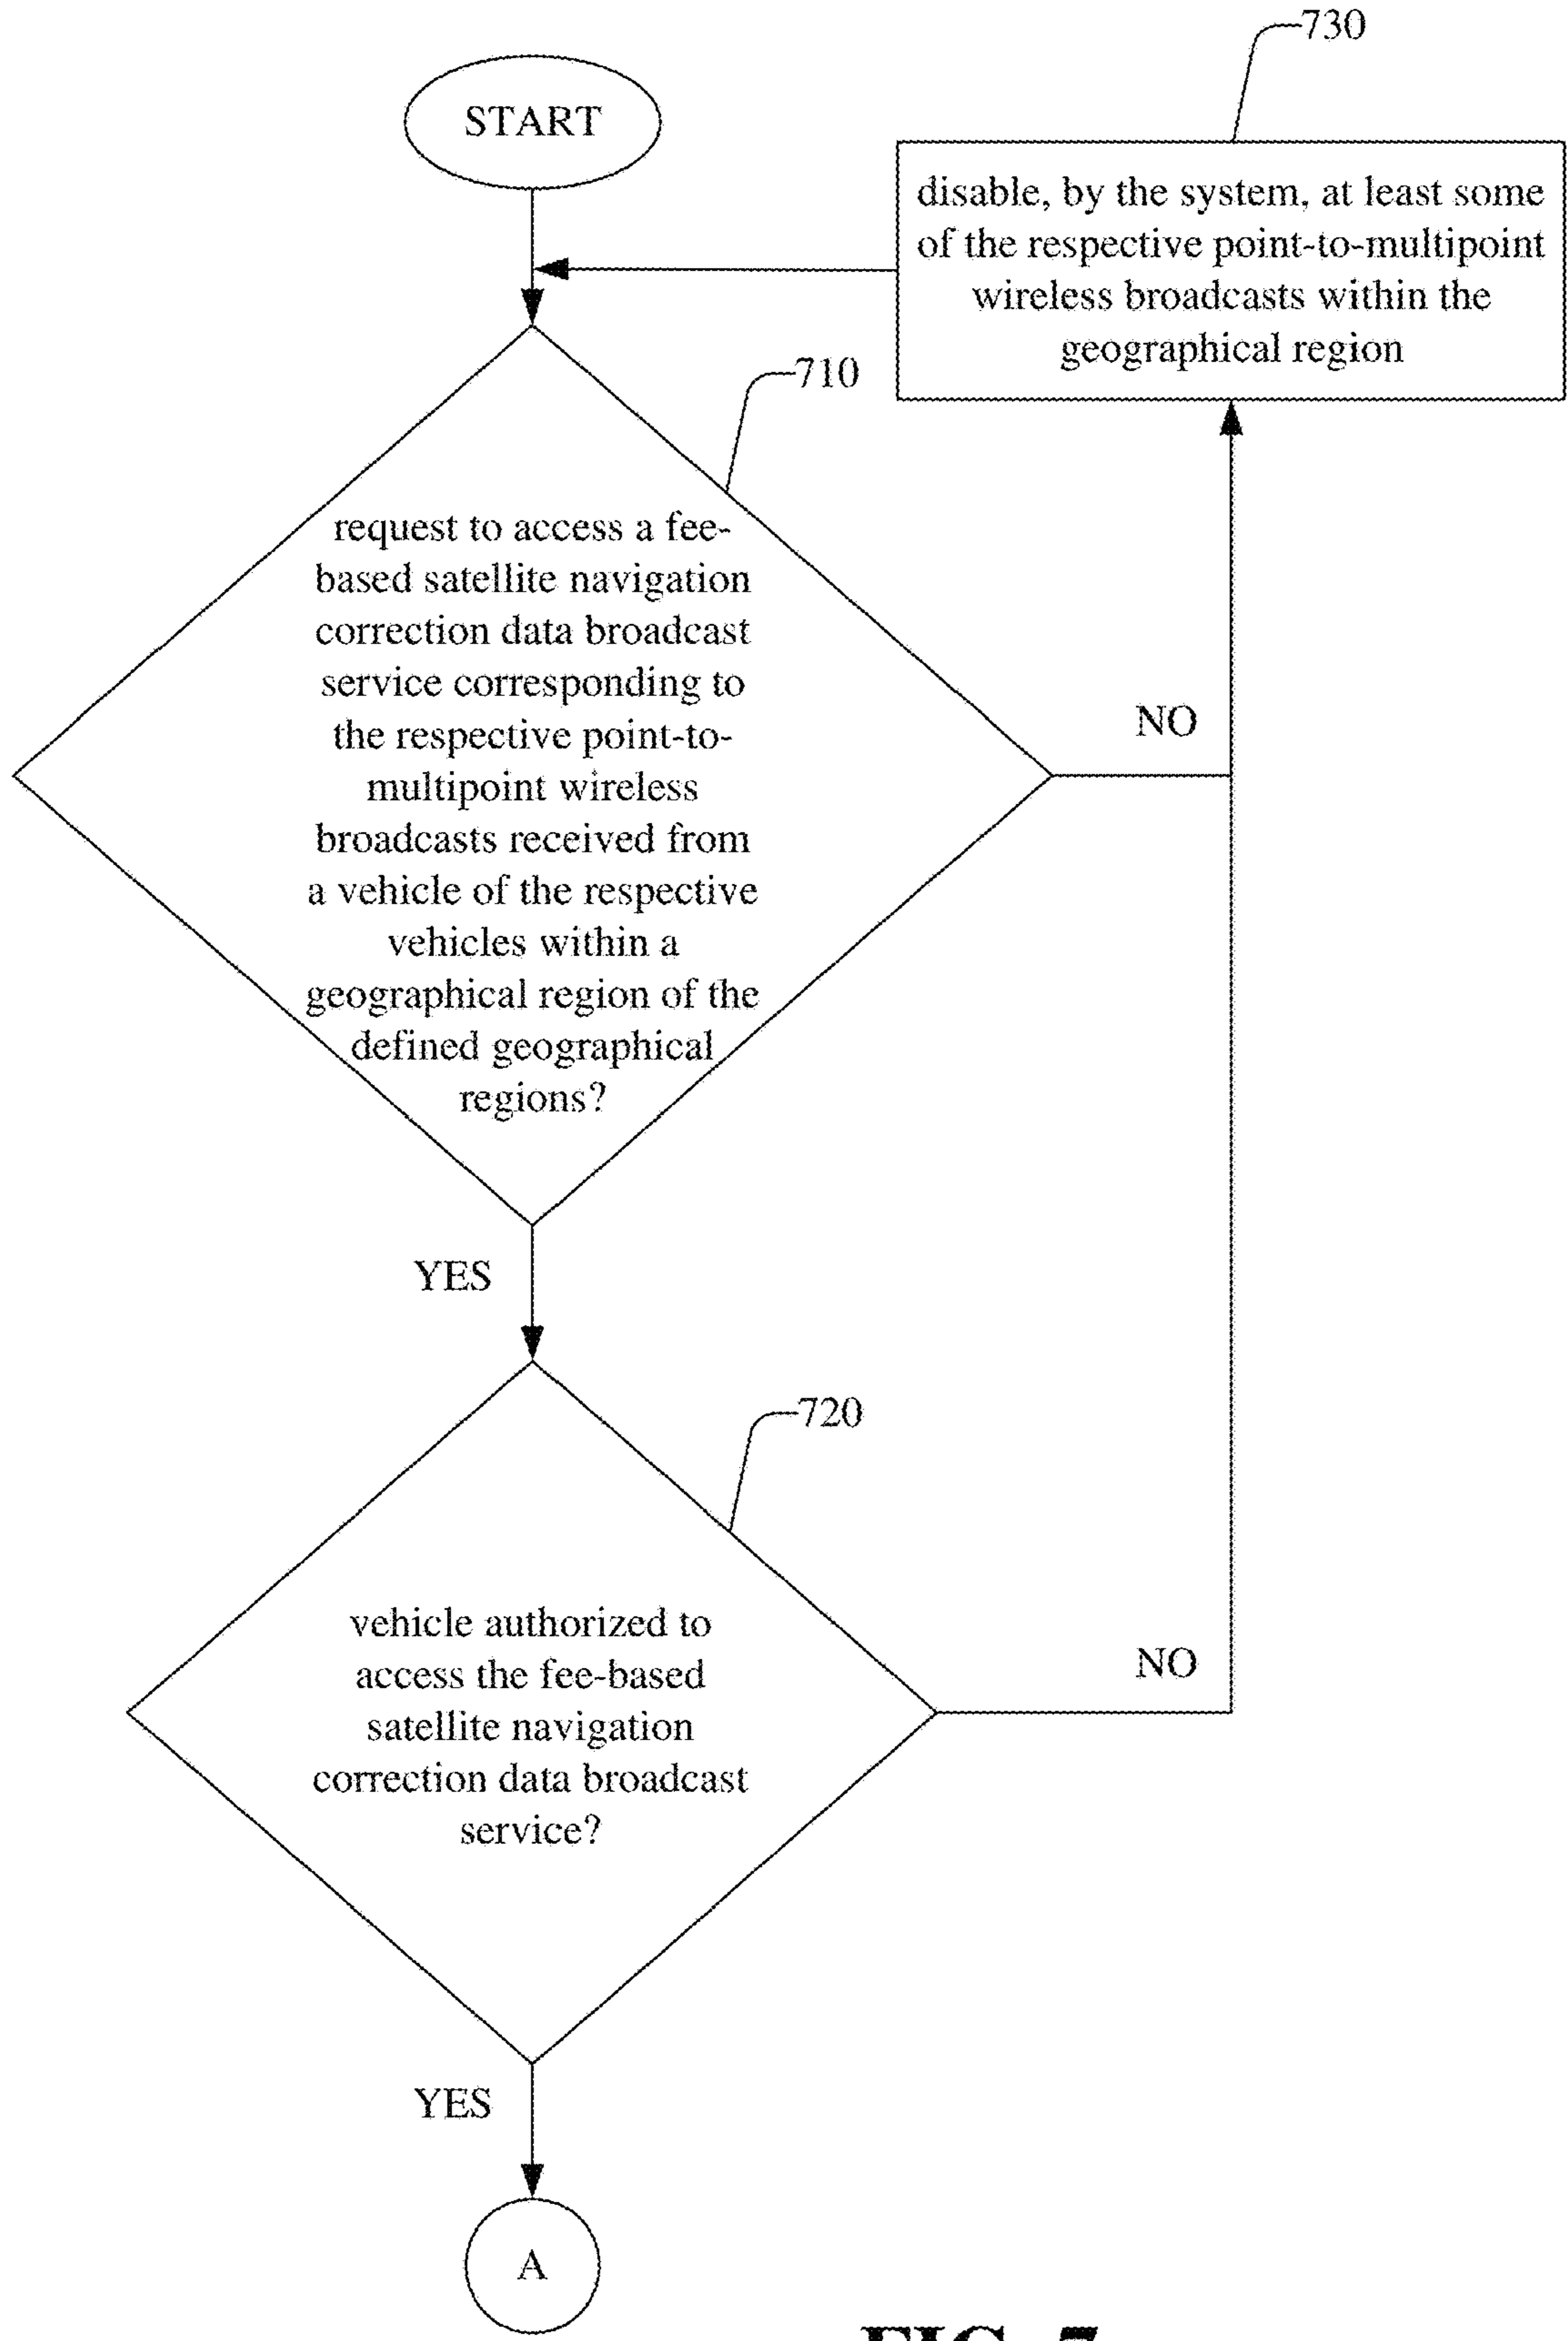 730
START
disable, by the system, at least some
of the respective point-to-multipoint
wireless broadcasts within the
geographical region
710
request to access a fee-
based satellite navigation
correction data broadcast
service corresponding to
the respective point-to-
multipoint wireless
broadcasts received from
a vehicle of the respective
vehicles within a
geographical region of the
defined geographical
regions?
NO
YES
720
vehicle authorized to
access the fee-based
satellite navigation
correction data broadcast
service?
NO
YES
A
FIG. 7